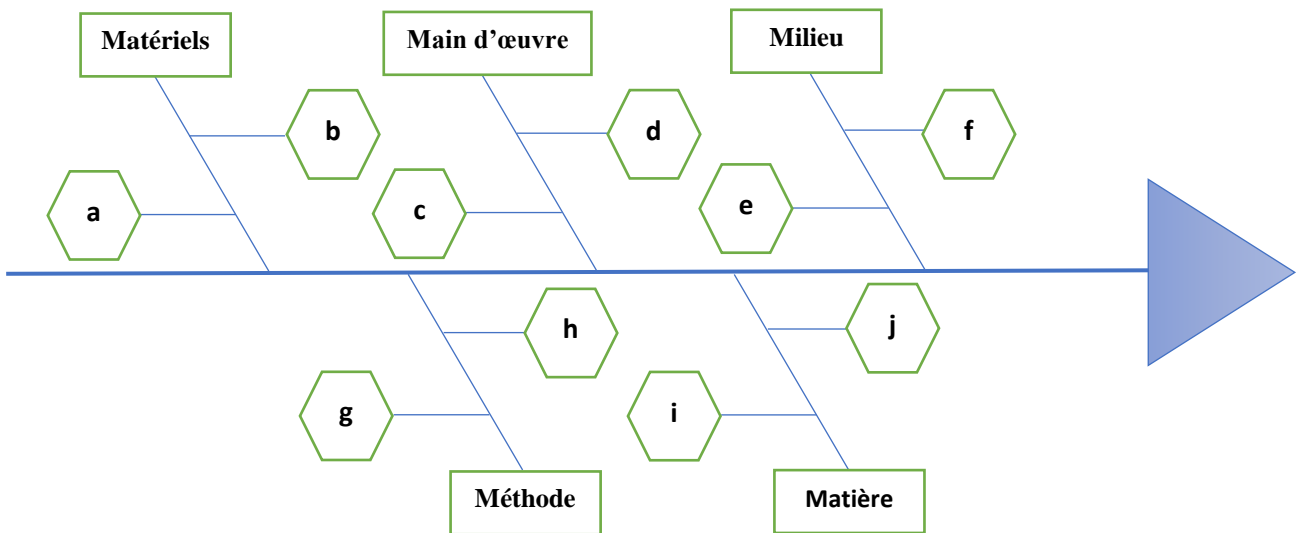 Matériels
Main d’œuvre
Milieu
b
d
f
a
c
e
h
j
g
i
Méthode
Matière